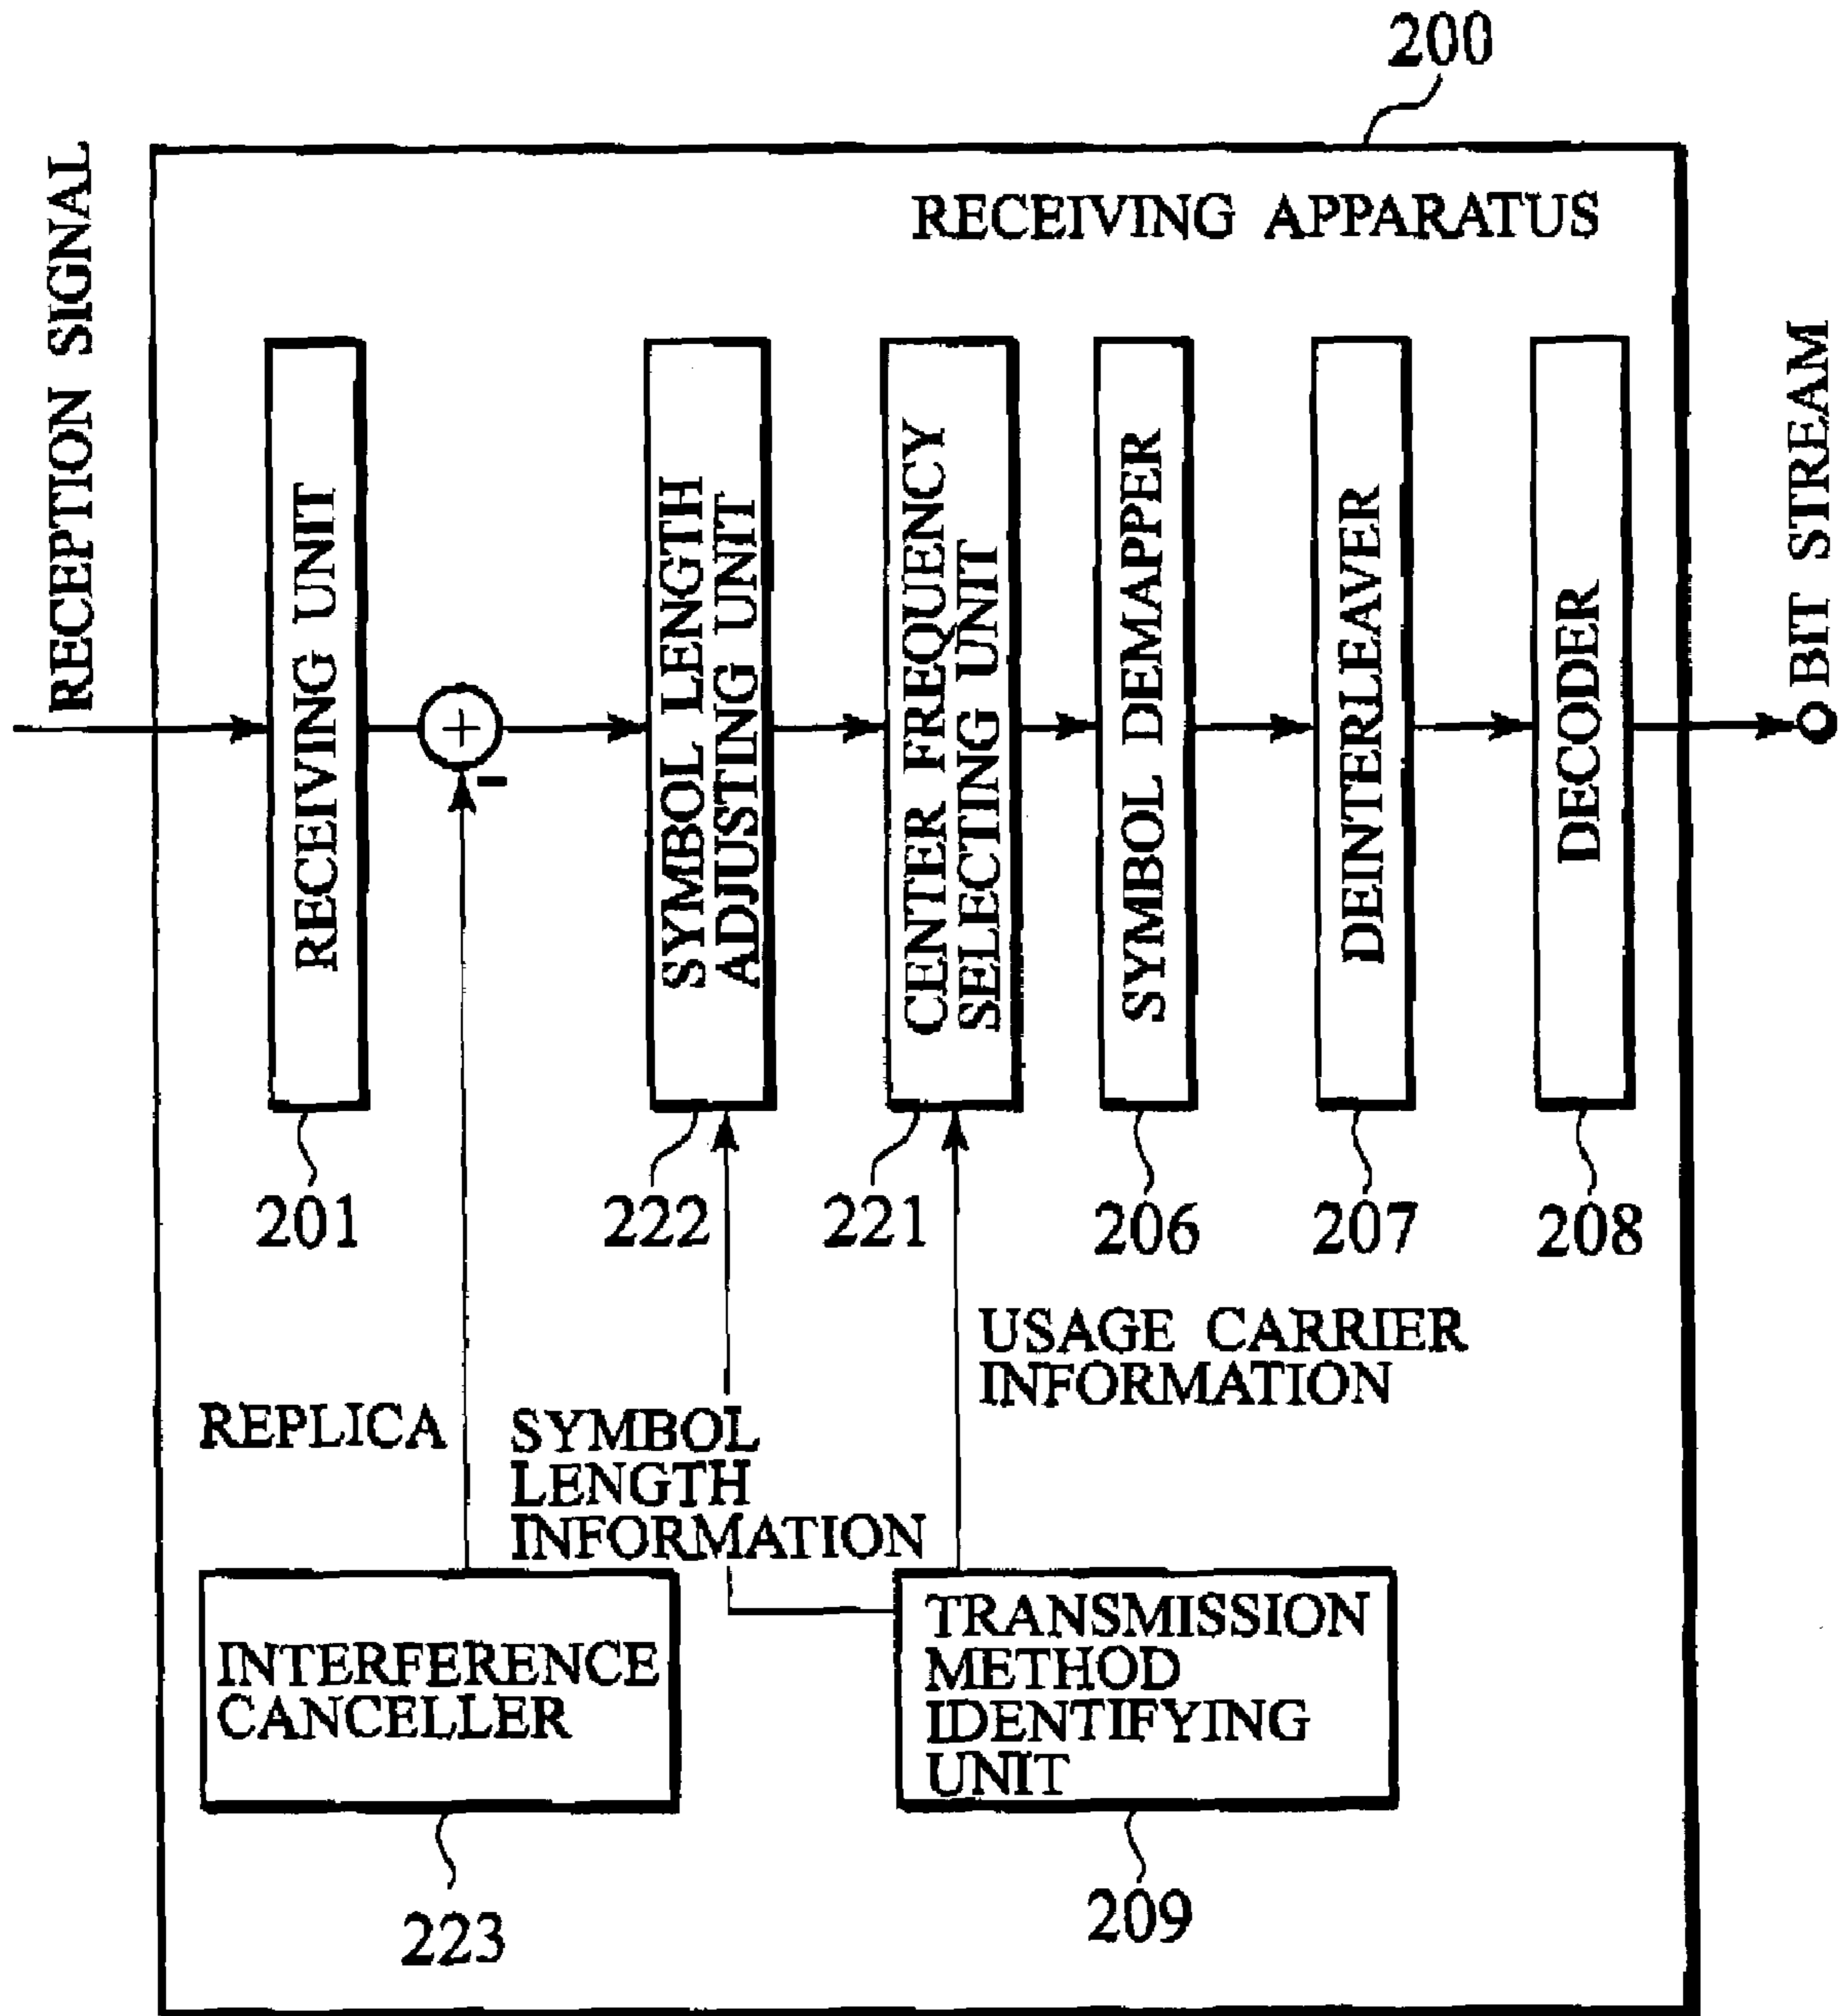 200
RECEPTION SIGNAL
RECEIVING APPARATUS
RECEIVING UNIT
+
-
SYMBOL LENGTH
ADJUSTING UNIT
CENTER FREQUENCY
SELECTING UNIT
SYMBOL DEMAPPER
DEINTERLEAVER
DECODER
BIT STREAM
201
222
221
206
207
208
USAGE CARRIER
INFORMATION
REPLICA
SYMBOL
LENGTH
INFORMATION
INTERFERENCE
CANCELLER
TRANSMISSION
METHOD
IDENTIFYING
UNIT
223
209